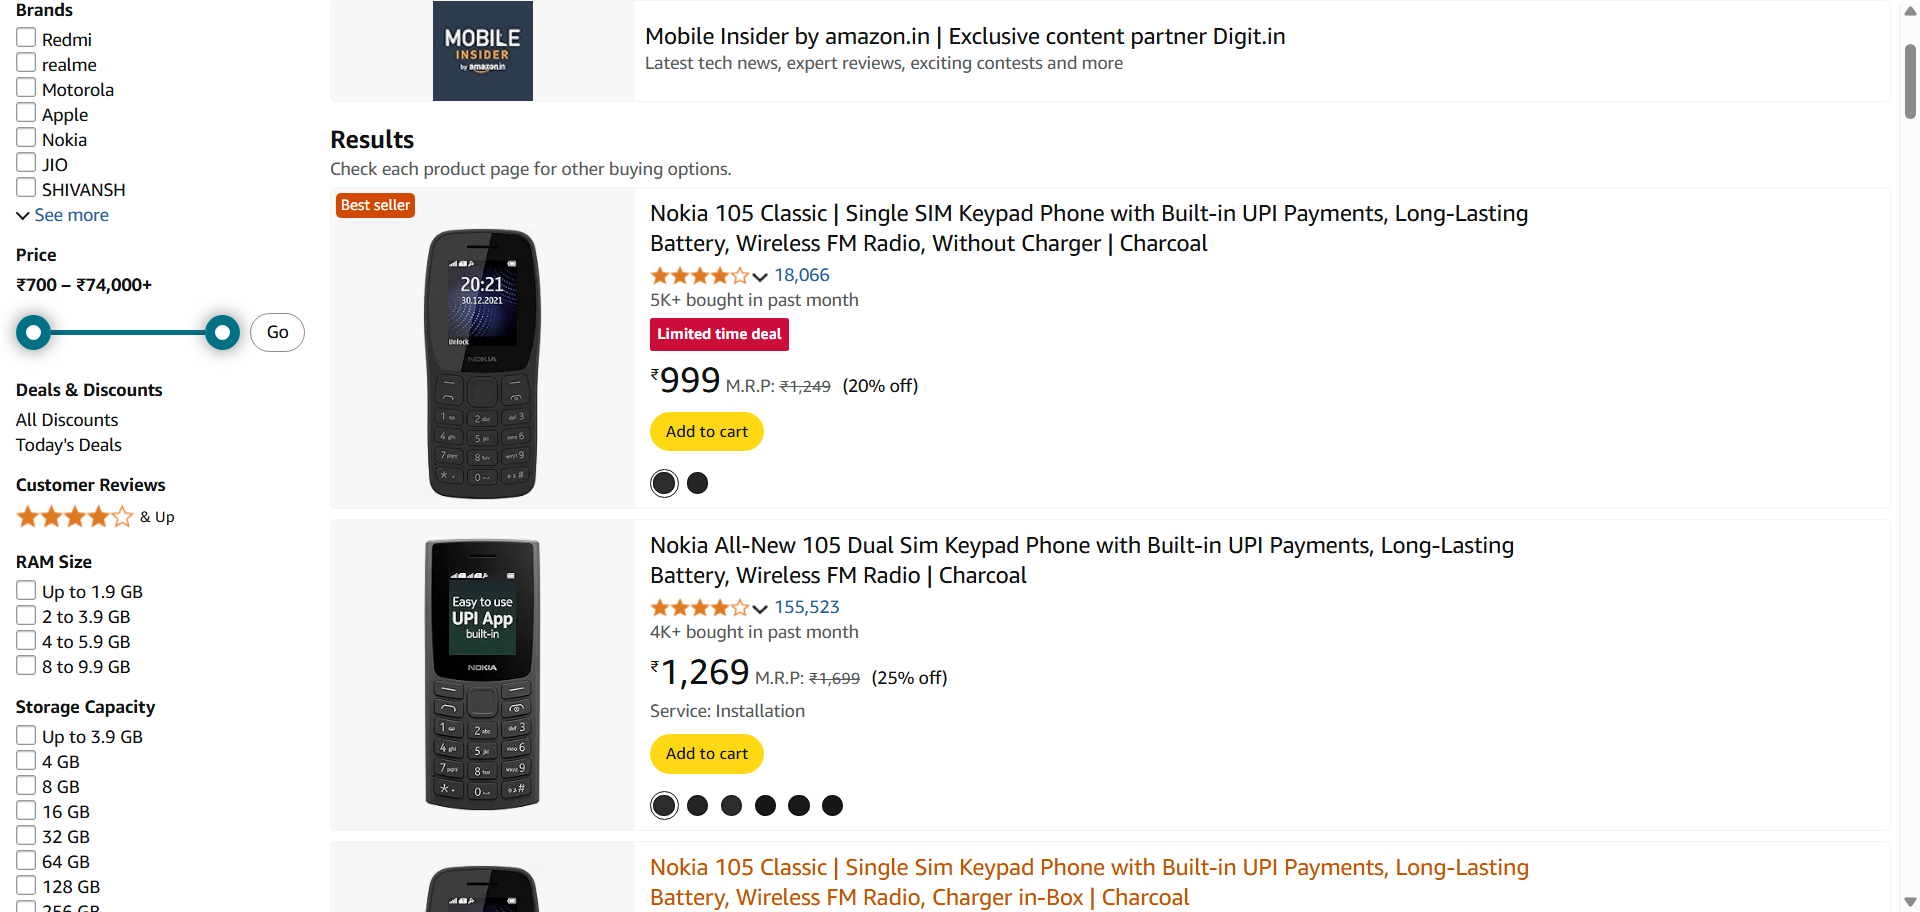 Brands
Redmi
realme
Motorola
Apple
Nokia
JIO
SHIVANSH
See more
Price
₹700 – ₹74,000+
Go
Deals & Discounts
All Discounts
Today's Deals
Customer Reviews
& Up
RAM Size
Up to 1.9 GB
2 to 3.9 GB
4 to 5.9 GB
8 to 9.9 GB
Storage Capacity
Up to 3.9 GB
4 GB
8 GB
16 GB
32 GB
64 GB
128 GB
256 GB
MOBILE
INSIDER
by amazon.in
Mobile Insider by amazon.in | Exclusive content partner Digit.in
Latest tech news, expert reviews, exciting contests and more
Results
Check each product page for other buying options.
Best seller
20:21
30.12.2021
Unlock
NOKIA
Nokia 105 Classic | Single SIM Keypad Phone with Built-in UPI Payments, Long-Lasting
Battery, Wireless FM Radio, Without Charger | Charcoal
18,066
5K+ bought in past month
Limited time deal
₹999 M.R.P: ₹1,249 (20% off)
Add to cart
Easy to use
UPI App
built-in
NOKIA
Nokia All-New 105 Dual Sim Keypad Phone with Built-in UPI Payments, Long-Lasting
Battery, Wireless FM Radio | Charcoal
155,523
4K+ bought in past month
₹1,269 M.R.P: ₹1,699 (25% off)
Service: Installation
Add to cart
Nokia 105 Classic | Single Sim Keypad Phone with Built-in UPI Payments, Long-Lasting
Battery, Wireless FM Radio, Charger in-Box | Charcoal